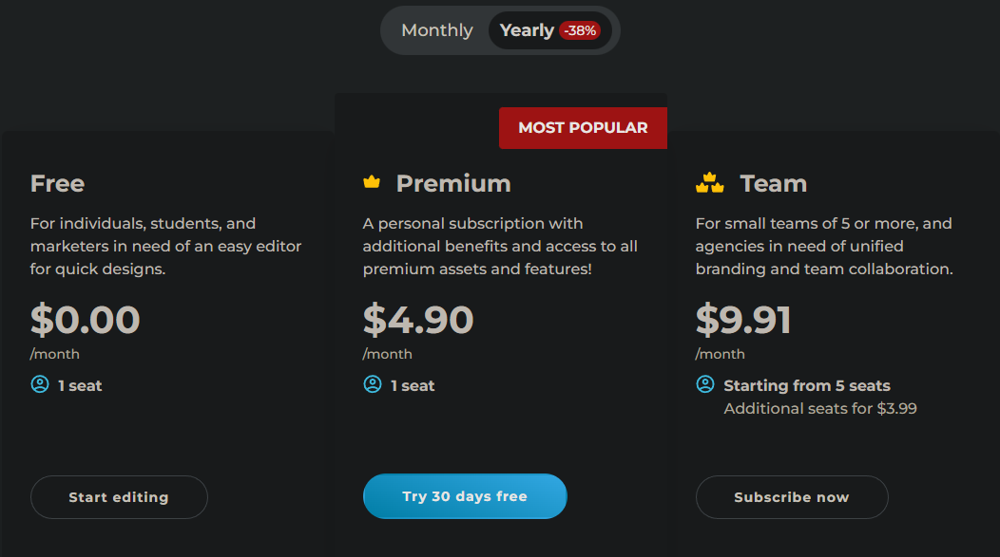 Monthly Yearly -38%
MOST POPULAR
Free
For individuals, students, and
marketers in need of an easy editor
for quick designs.
$0.00
/month
1 seat
Start editing
Premium
A personal subscription with
additional benefits and access to all
premium assets and features!
$4.90
/month
1 seat
Try 30 days free
Team
For small teams of 5 or more, and
agencies in need of unified
branding and team collaboration.
$9.91
/month
Starting from 5 seats
Additional seats for $3.99
Subscribe now